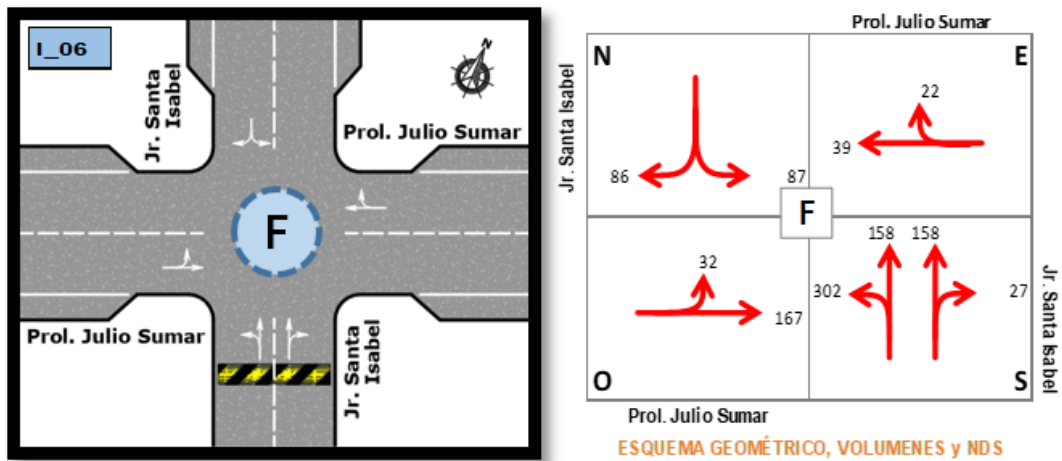 I_06
N
Jr. Santa
Isabel
Prol. Julio Sumar
F
Prol. Julio Sumar
Jr. Santa
Isabel
Prol. Julio Sumar
Jr. Santa Isabel
N
E
22
39
86
87
F
32
167
158
158
302
27
O
S
Jr. Santa Isabel
Prol. Julio Sumar
ESQUEMA GEOMÉTRICO, VOLUMENES y NDS